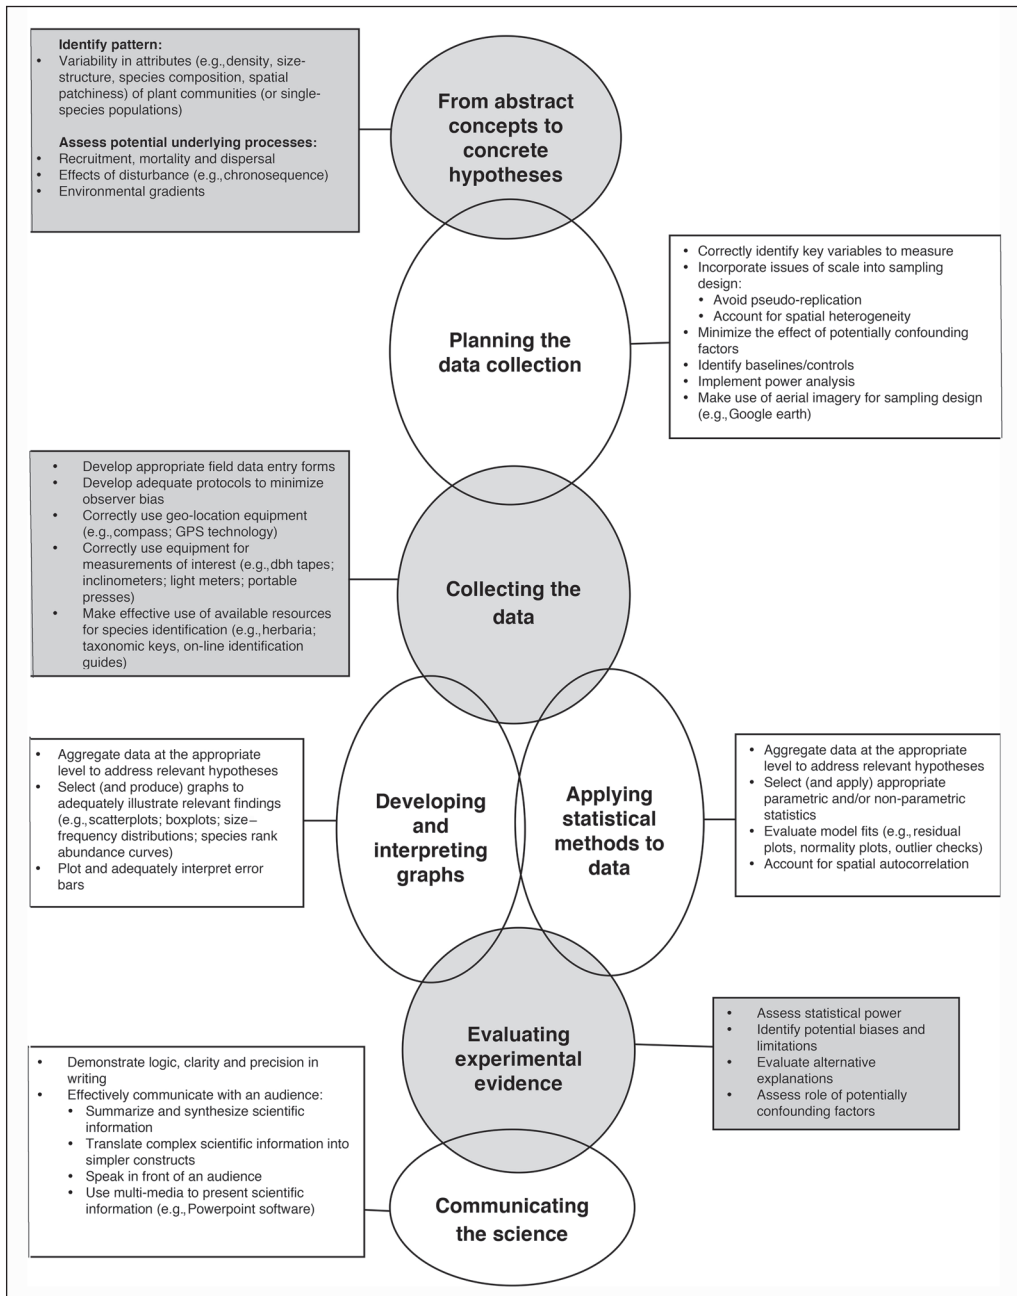 Identify pattern:
• Variability in attributes (e.g., density, size-
structure, species composition, spatial
patchiness) of plant communities (or single-
species populations)
Assess potential underlying processes:
• Recruitment, mortality and dispersal
• Effects of disturbance (e.g., chronosequence)
• Environmental gradients
From abstract
concepts to
concrete
hypotheses
Planning the
data collection
• Correctly identify key variables to measure
• Incorporate issues of scale into sampling
design:
• Avoid pseudo-replication
• Account for spatial heterogeneity
• Minimize the effect of potentially confounding
factors
• Identify baselines/controls
• Implement power analysis
• Make use of aerial imagery for sampling design
(e.g., Google earth)
• Develop appropriate field data entry forms
• Develop adequate protocols to minimize
observer bias
• Correctly use geo-location equipment
(e.g., compass; GPS technology)
• Correctly use equipment for
measurements of interest (e.g., dbh tapes;
inclinometers; light meters; portable
presses)
• Make effective use of available resources
for species identification (e.g., herbaria;
taxonomic keys, on-line identification
guides)
Collecting the
data
• Aggregate data at the appropriate
level to address relevant hypotheses
• Select (and produce) graphs to
adequately illustrate relevant findings
(e.g., scatterplots; boxplots; size–
frequency distributions; species rank
abundance curves)
• Plot and adequately interpret error
bars
Developing
and
interpreting
graphs
Applying
statistical
methods to
data
• Aggregate data at the appropriate
level to address relevant hypotheses
• Select (and apply) appropriate
parametric and/or non-parametric
statistics
• Evaluate model fits (e.g., residual
plots, normality plots, outlier checks)
• Account for spatial autocorrelation
Evaluating
experimental
evidence
• Assess statistical power
• Identify potential biases and
limitations
• Evaluate alternative
explanations
• Assess role of potentially
confounding factors
• Demonstrate logic, clarity and precision in
writing
• Effectively communicate with an audience:
• Summarize and synthesize scientific
information
• Translate complex scientific information into
simpler constructs
• Speak in front of an audience
• Use multi-media to present scientific
information (e.g., Powerpoint software)
Communicating
the science